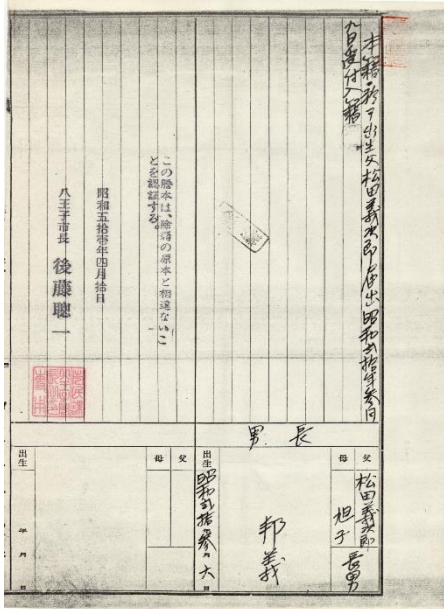 本籍ニ於テ出生父松田義次郎届出昭和弐拾年参月
九日受付入籍
この謄本は、除籍の原本と相違ないこ
とを認証する。
昭和五拾壱年四月拾日
八王子市長 後藤聰一
父 松田義次郎
母 担子
長男
長男
邦義
出生 昭和弐拾 参月 六日
父
母
出生 年 月 日